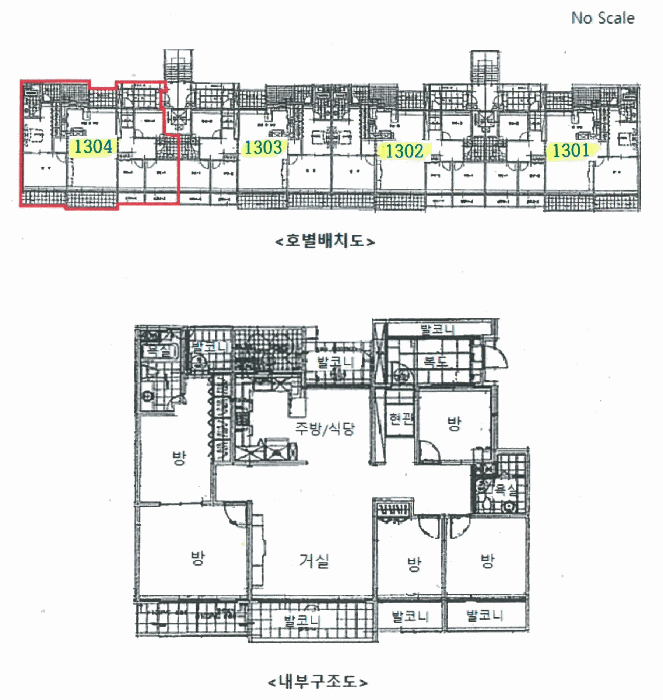 No Scale
1304
1303
1302
1301
<호별배치도>
발코니
욕실
발코니
발코니
복도
주방/식당
현관
방
방
욕실
방
거실
방
방
발코니
발코니
발코니
<내부구조도>